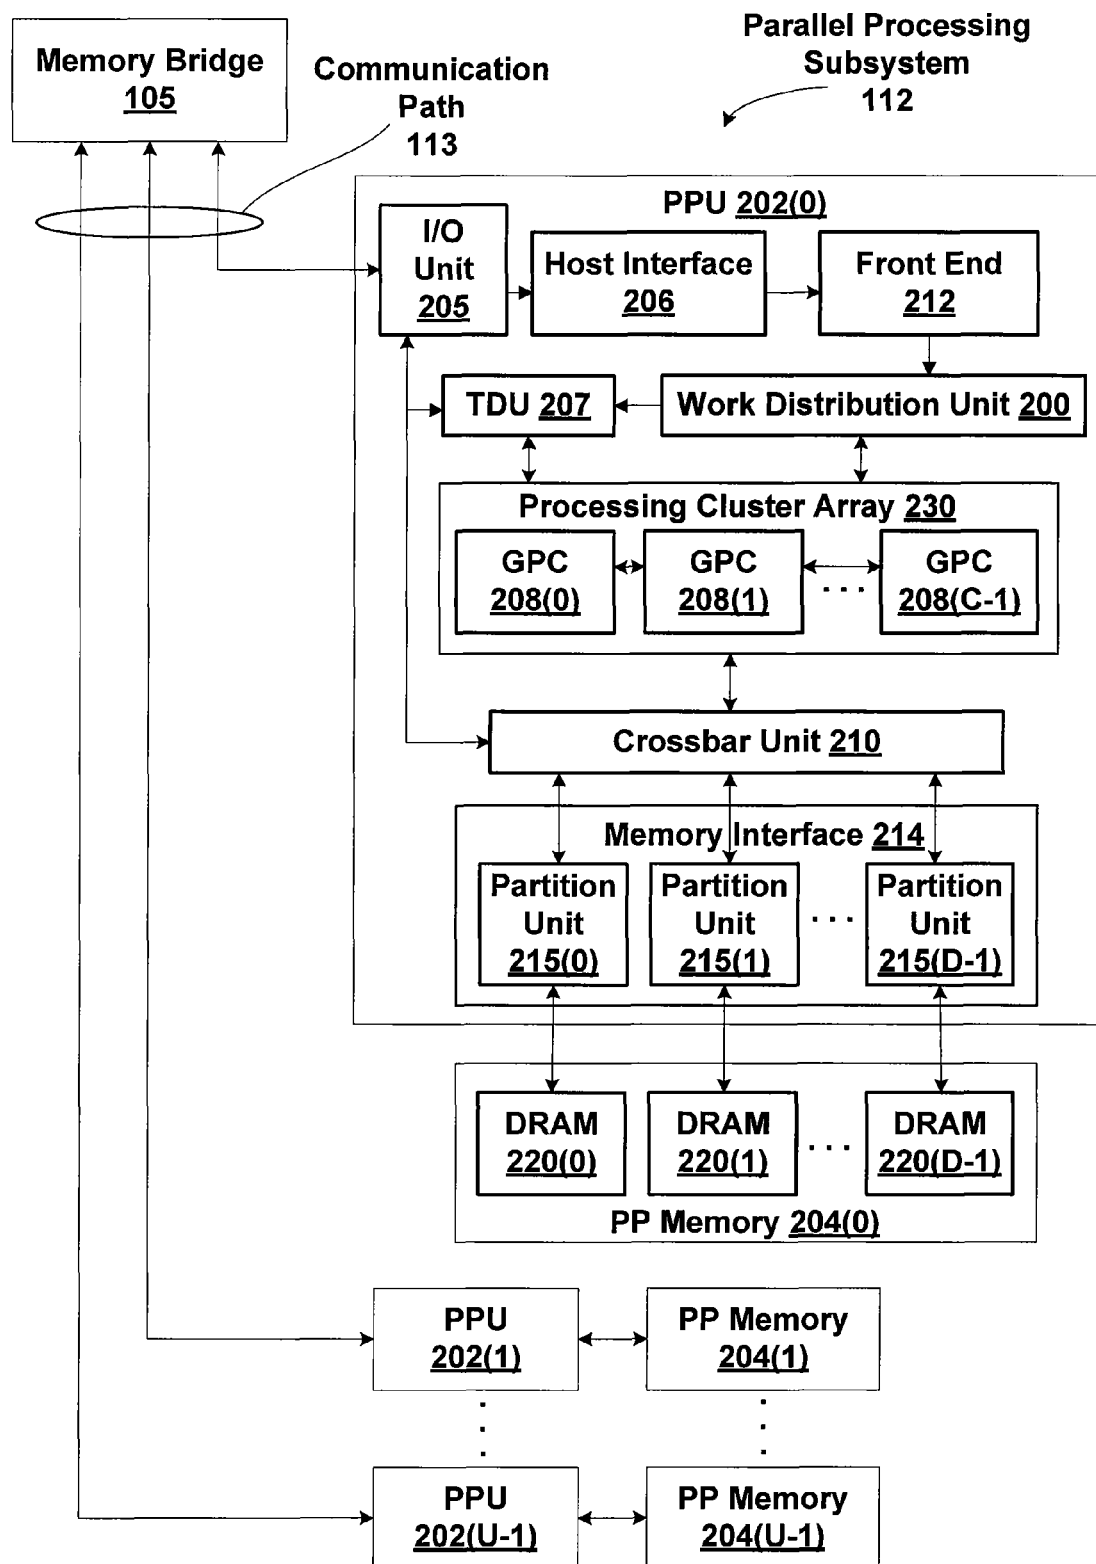 Memory Bridge
105
Communication
Path
113
Parallel Processing
Subsystem
112
PPU 202(0)
I/O
Unit
205
Host Interface
206
Front End
212
TDU 207
Work Distribution Unit 200
Processing Cluster Array 230
GPC
208(0)
GPC
208(1)
. . .
GPC
208(C-1)
Crossbar Unit 210
Memory Interface 214
Partition
Unit
215(0)
Partition
Unit
215(1)
. . .
Partition
Unit
215(D-1)
DRAM
220(0)
DRAM
220(1)
. . .
DRAM
220(D-1)
PP Memory 204(0)
PPU
202(1)
PP Memory
204(1)
PPU
202(U-1)
PP Memory
204(U-1)